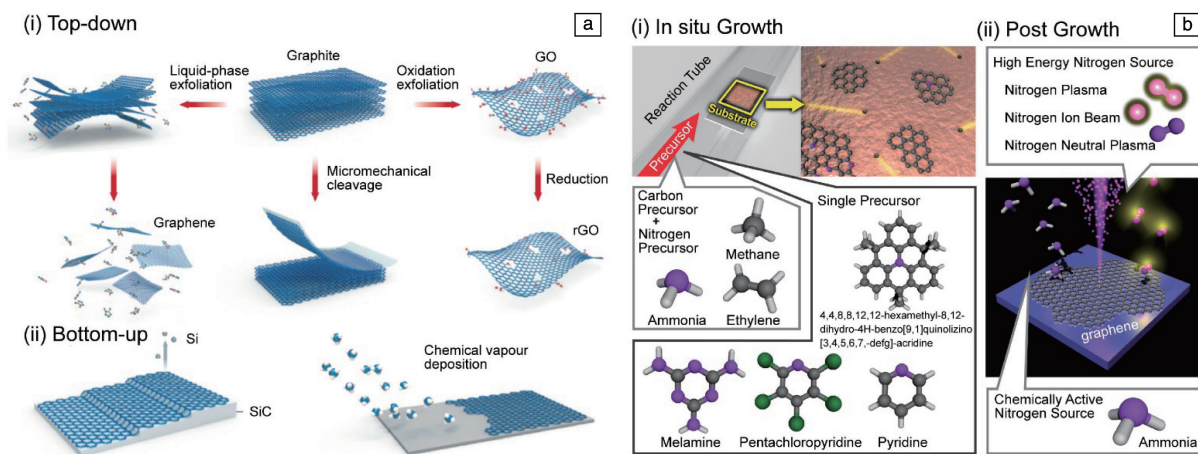 (i) Top-down
a
Liquid-phase
exfoliation
Graphite
Oxidation
exfoliation
GO
Micromechanical
cleavage
Reduction
Graphene
rGO
(ii) Bottom-up
Si
SiC
Chemical vapour
deposition
(i) In situ Growth
Reaction Tube
Substrate
Precursor
Carbon
Precursor
+
Nitrogen
Precursor
Methane
Ammonia
Ethylene
Single Precursor
4,4,8,8,12,12-hexamethyl-8,12-
dihydro-4H-benzo[9,1]quinolizino
[3,4,5,6,7,-defg]-acridine
Melamine
Pentachloropyridine
Pyridine
(ii) Post Growth
b
High Energy Nitrogen Source
Nitrogen Plasma
Nitrogen Ion Beam
Nitrogen Neutral Plasma
graphene
Chemically Active
Nitrogen Source
Ammonia